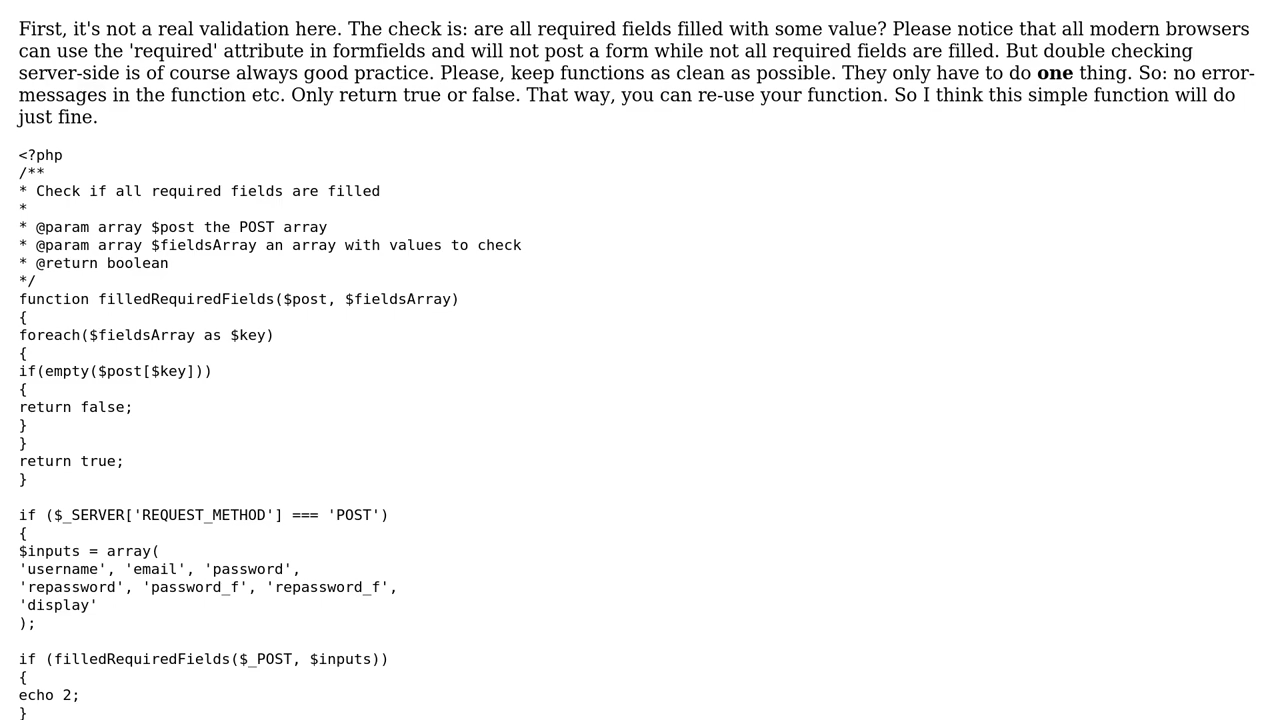 First, it's not a real validation here. The check is: are all required fields filled with some value? Please notice that all modern browsers
can use the 'required' attribute in formfields and will not post a form while not all required fields are filled. But double checking
server-side is of course always good practice. Please, keep functions as clean as possible. They only have to do one thing. So: no error-
messages in the function etc. Only return true or false. That way, you can re-use your function. So I think this simple function will do
just fine.
<?php
/**
* Check if all required fields are filled
*
* @param array $post the POST array
* @param array $fieldsArray an array with values to check
* @return boolean
*/
function filledRequiredFields($post, $fieldsArray)
{
foreach($fieldsArray as $key)
{
if(empty($post[$key]))
{
return false;
}
}
return true;
}
if ($_SERVER['REQUEST_METHOD'] === 'POST')
{
$inputs = array(
'username', 'email', 'password',
'repassword', 'password_f', 'repassword_f',
'display'
);
if (filledRequiredFields($_POST, $inputs))
{
echo 2;
}